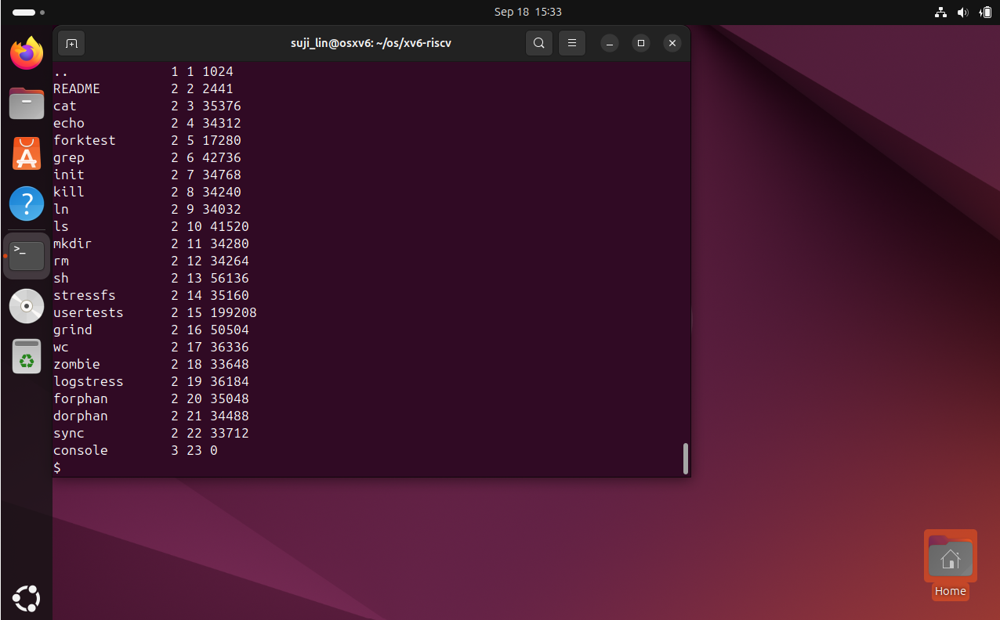 Sep 18 15:33
suji_lin@osxv6: ~/os/xv6-riscv
.. 1 1 1024
README 2 2 2441
cat 2 3 35376
echo 2 4 34312
forktest 2 5 17280
grep 2 6 42736
init 2 7 34768
kill 2 8 34240
ln 2 9 34032
ls 2 10 41520
mkdir 2 11 34280
rm 2 12 34264
sh 2 13 56136
stressfs 2 14 35160
usertests 2 15 199208
grind 2 16 50504
wc 2 17 36336
zombie 2 18 33648
logstress 2 19 36184
forphan 2 20 35048
dorphan 2 21 34488
sync 2 22 33712
console 3 23 0
$
Home